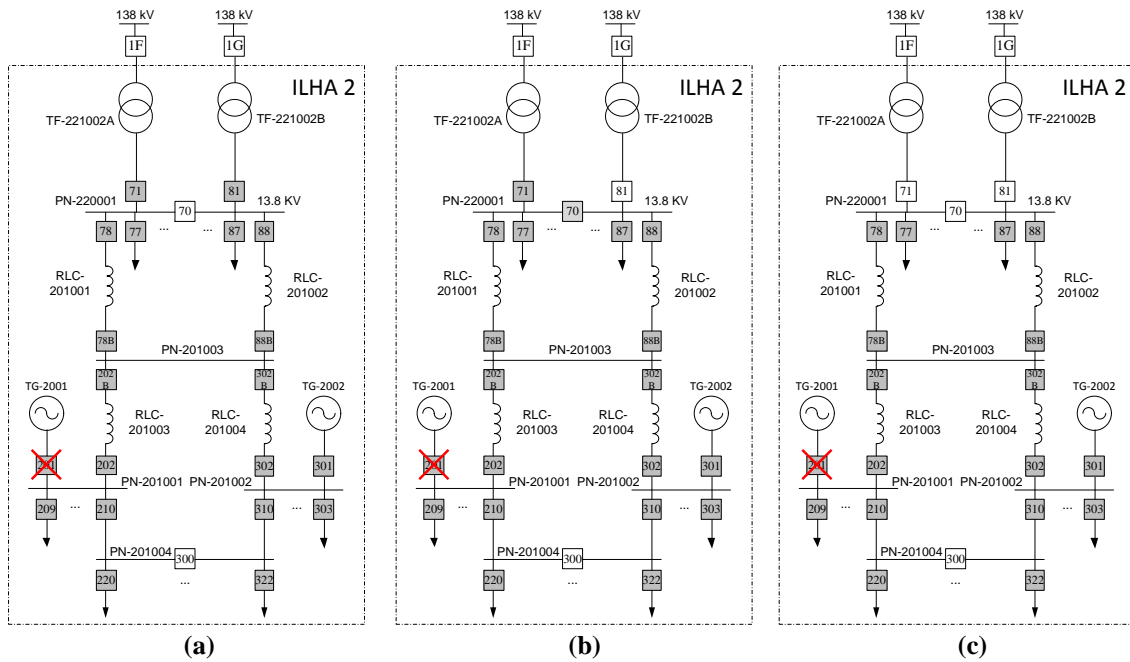 138 kV 138 kV
1F 1G
ILHA 2
TF-221002A TF-221002B
71 81
PN-220001 70 13.8 KV
78 77 ... ... 87 88
RLC-201001 RLC-201002
78B 88B
PN-201003
202B 302B
TG-2001 TG-2002
RLC-201003 RLC-201004
201 202 302 301
PN-201001 PN-201002
209 ... 210 310 ... 303
PN-201004 300
220 ... 322
(a)
138 kV 138 kV
1F 1G
ILHA 2
TF-221002A TF-221002B
71 81
PN-220001 70 13.8 KV
78 77 ... ... 87 88
RLC-201001 RLC-201002
78B 88B
PN-201003
202B 302B
TG-2001 TG-2002
RLC-201003 RLC-201004
201 202 302 301
PN-201001 PN-201002
209 ... 210 310 ... 303
PN-201004 300
220 ... 322
(b)
138 kV 138 kV
1F 1G
ILHA 2
TF-221002A TF-221002B
71 81
PN-220001 70 13.8 KV
78 77 ... ... 87 88
RLC-201001 RLC-201002
78B 88B
PN-201003
202B 302B
TG-2001 TG-2002
RLC-201003 RLC-201004
201 202 302 301
PN-201001 PN-201002
209 ... 210 310 ... 303
PN-201004 300
220 ... 322
(c)